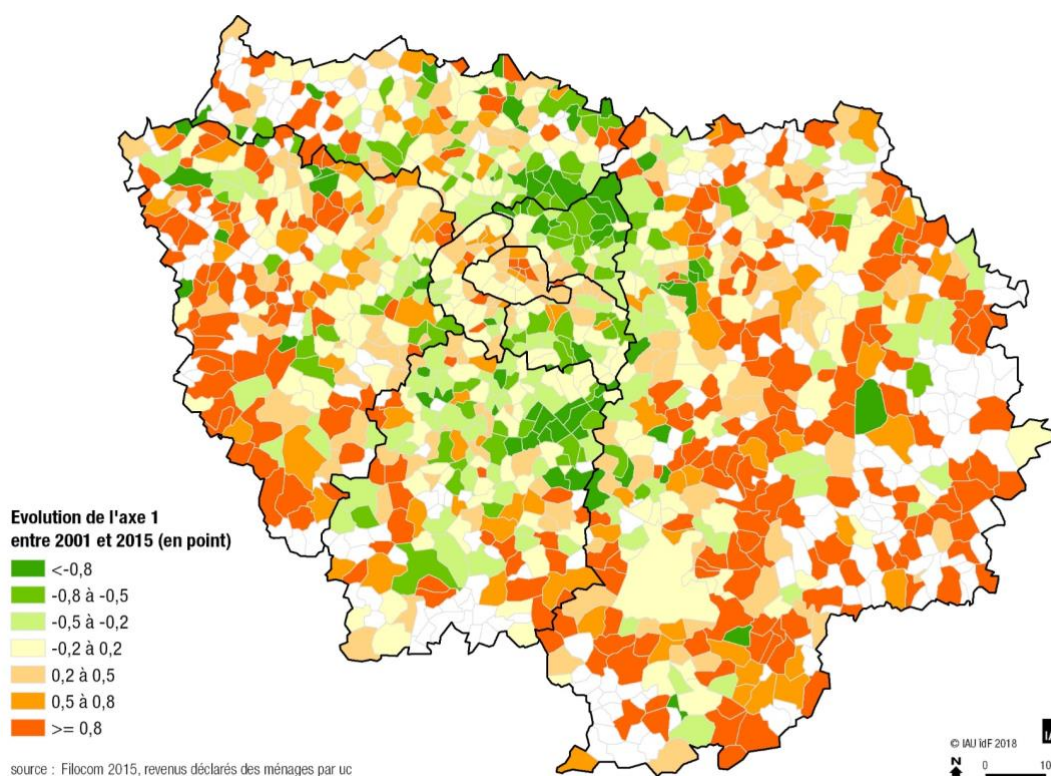 Evolution de l'axe 1
entre 2001 et 2015 (en point)
<-0,8
-0,8 à -0,5
-0,5 à -0,2
-0,2 à 0,2
0,2 à 0,5
0,5 à 0,8
>= 0,8
source : Filocom 2015, revenus déclarés des ménages par uc
© IAU îdF 2018
N
0 10